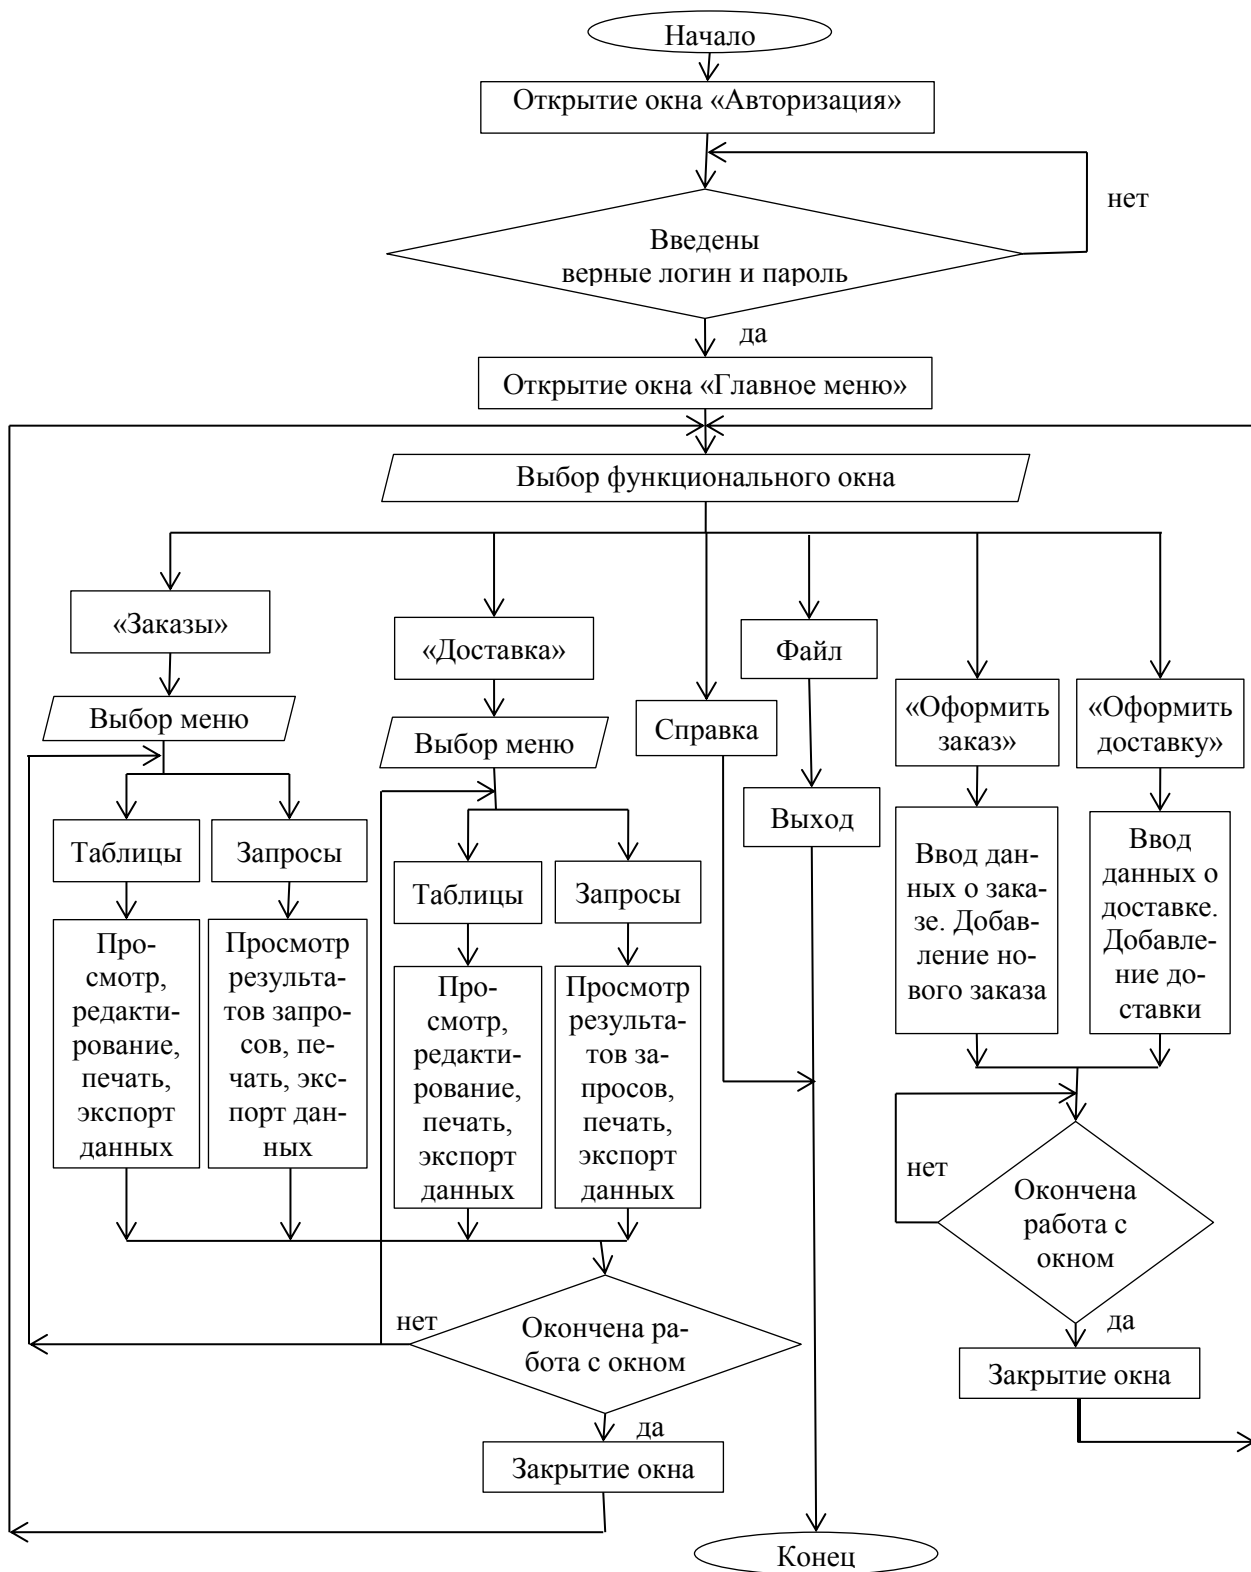 Начало
Открытие окна «Авторизация»
нет
Введены
верные логин и пароль
да
Открытие окна «Главное меню»
Выбор функционального окна
«Заказы»
Выбор меню
Таблицы
Запросы
Про-
смотр,
редакти-
рование,
печать,
экспорт
данных
Просмотр
результа-
тов запро-
сов, пе-
чать, экс-
порт дан-
ных
«Доставка»
Выбор меню
Таблицы
Запросы
Про-
смотр,
редакти-
рование,
печать,
экспорт
данных
Просмотр
результа-
тов за-
просов,
печать,
экспорт
данных
Справка
Файл
Выход
«Оформить
заказ»
Ввод дан-
ных о зака-
зе. Добав-
ление но-
вого заказа
«Оформить
доставку»
Ввод
данных о
доставке.
Добавле-
ние до-
ставки
нет
Окончена
работа с
окном
да
Закрытие окна
нет
Окончена ра-
бота с окном
да
Закрытие окна
Конец